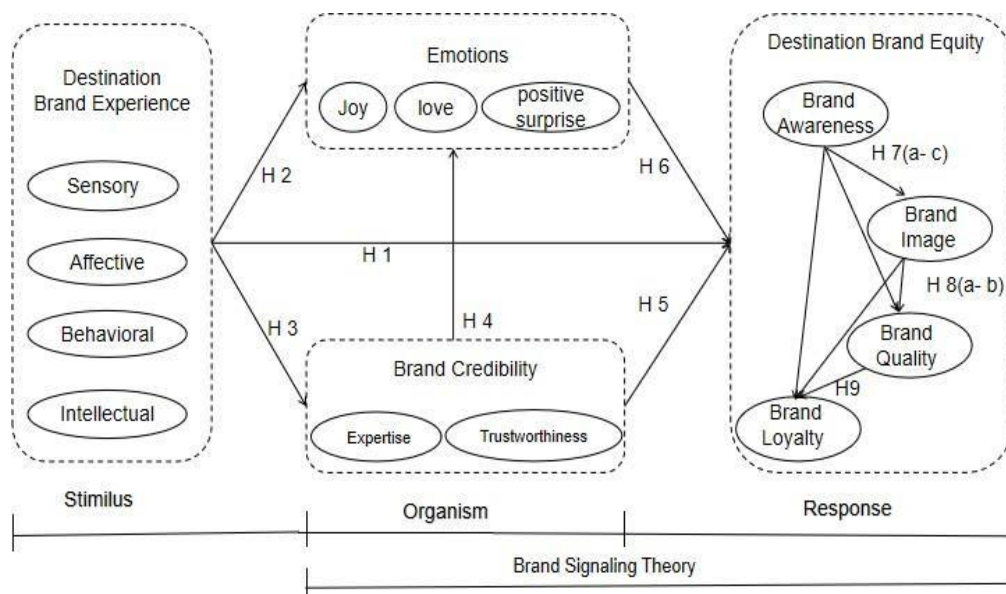 Destination
Brand Experience
Sensory
Affective
Behavioral
Intellectual
Emotions
Joy
love
positive
surprise
H 2
H 6
H 1
H 3
H 4
H 5
Brand Credibility
Expertise
Trustworthiness
Destination Brand Equity
Brand
Awareness
H 7(a- c)
Brand
Image
H 8(a- b)
Brand
Quality
H9
Brand
Loyalty
Stimilus
Organism
Response
Brand Signaling Theory